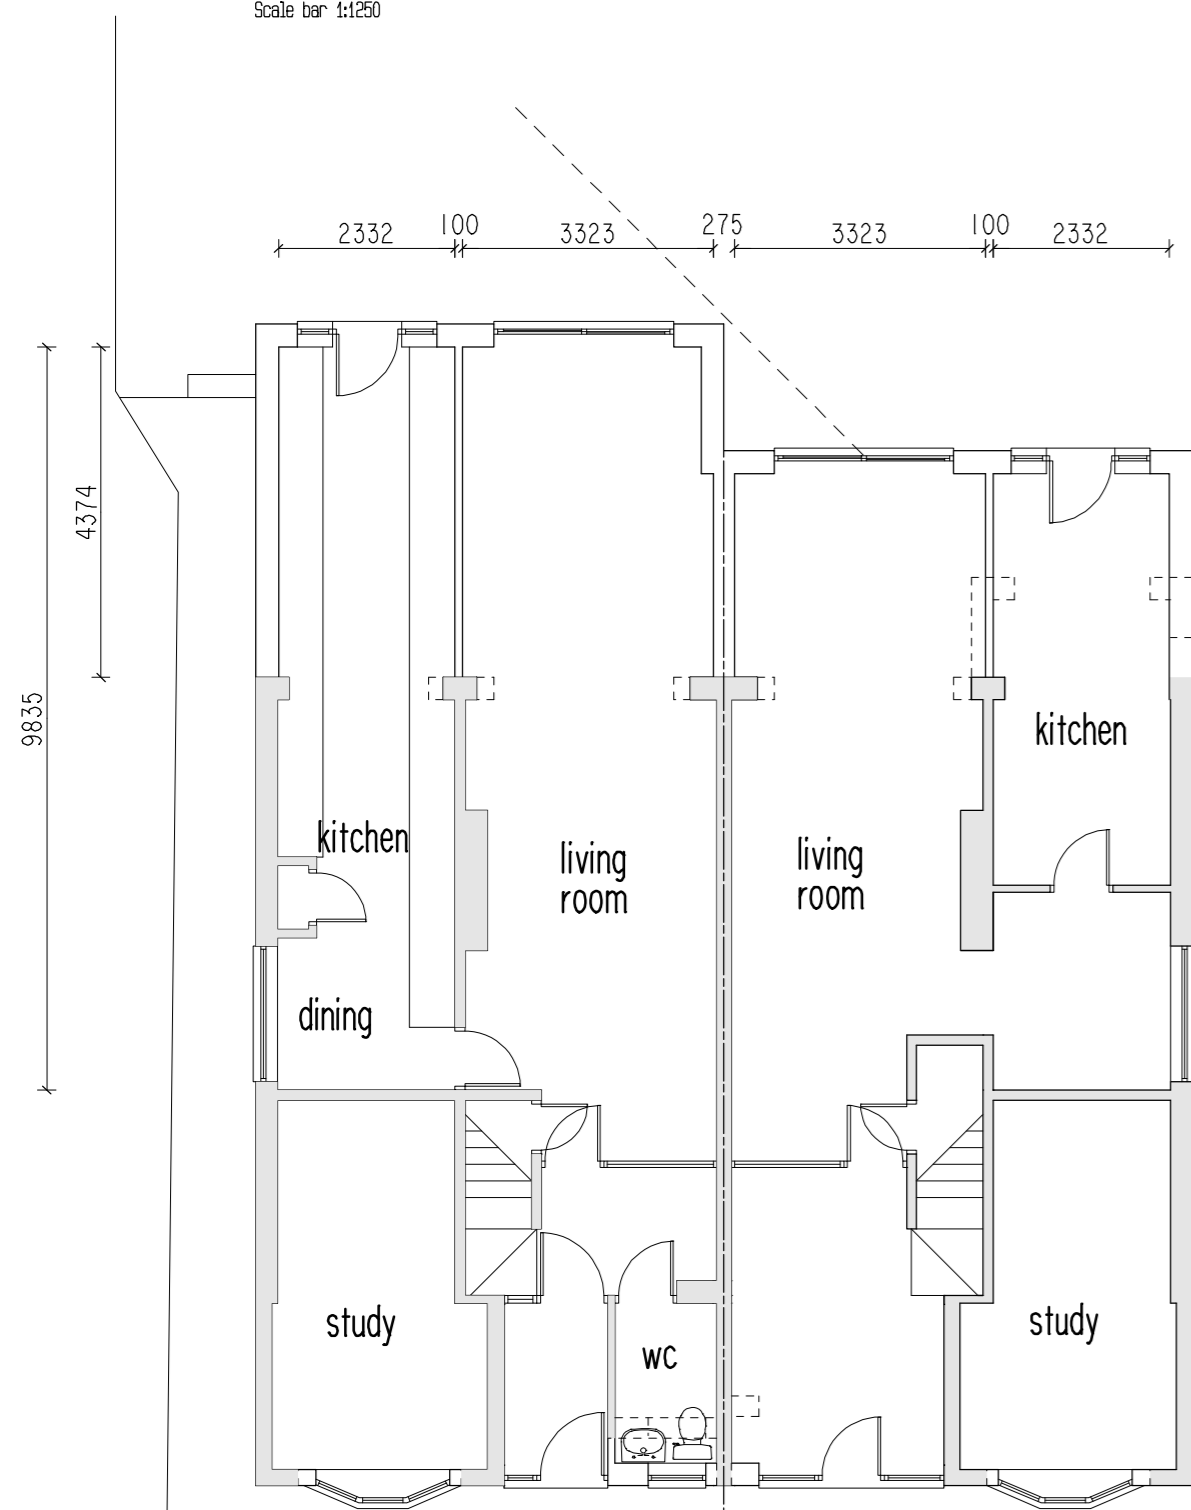 Scale bar 1:1250
2332 100 3323 275 3323 100 2332
4374
9835
kitchen
kitchen
living
room
living
room
dining
study
study
wc